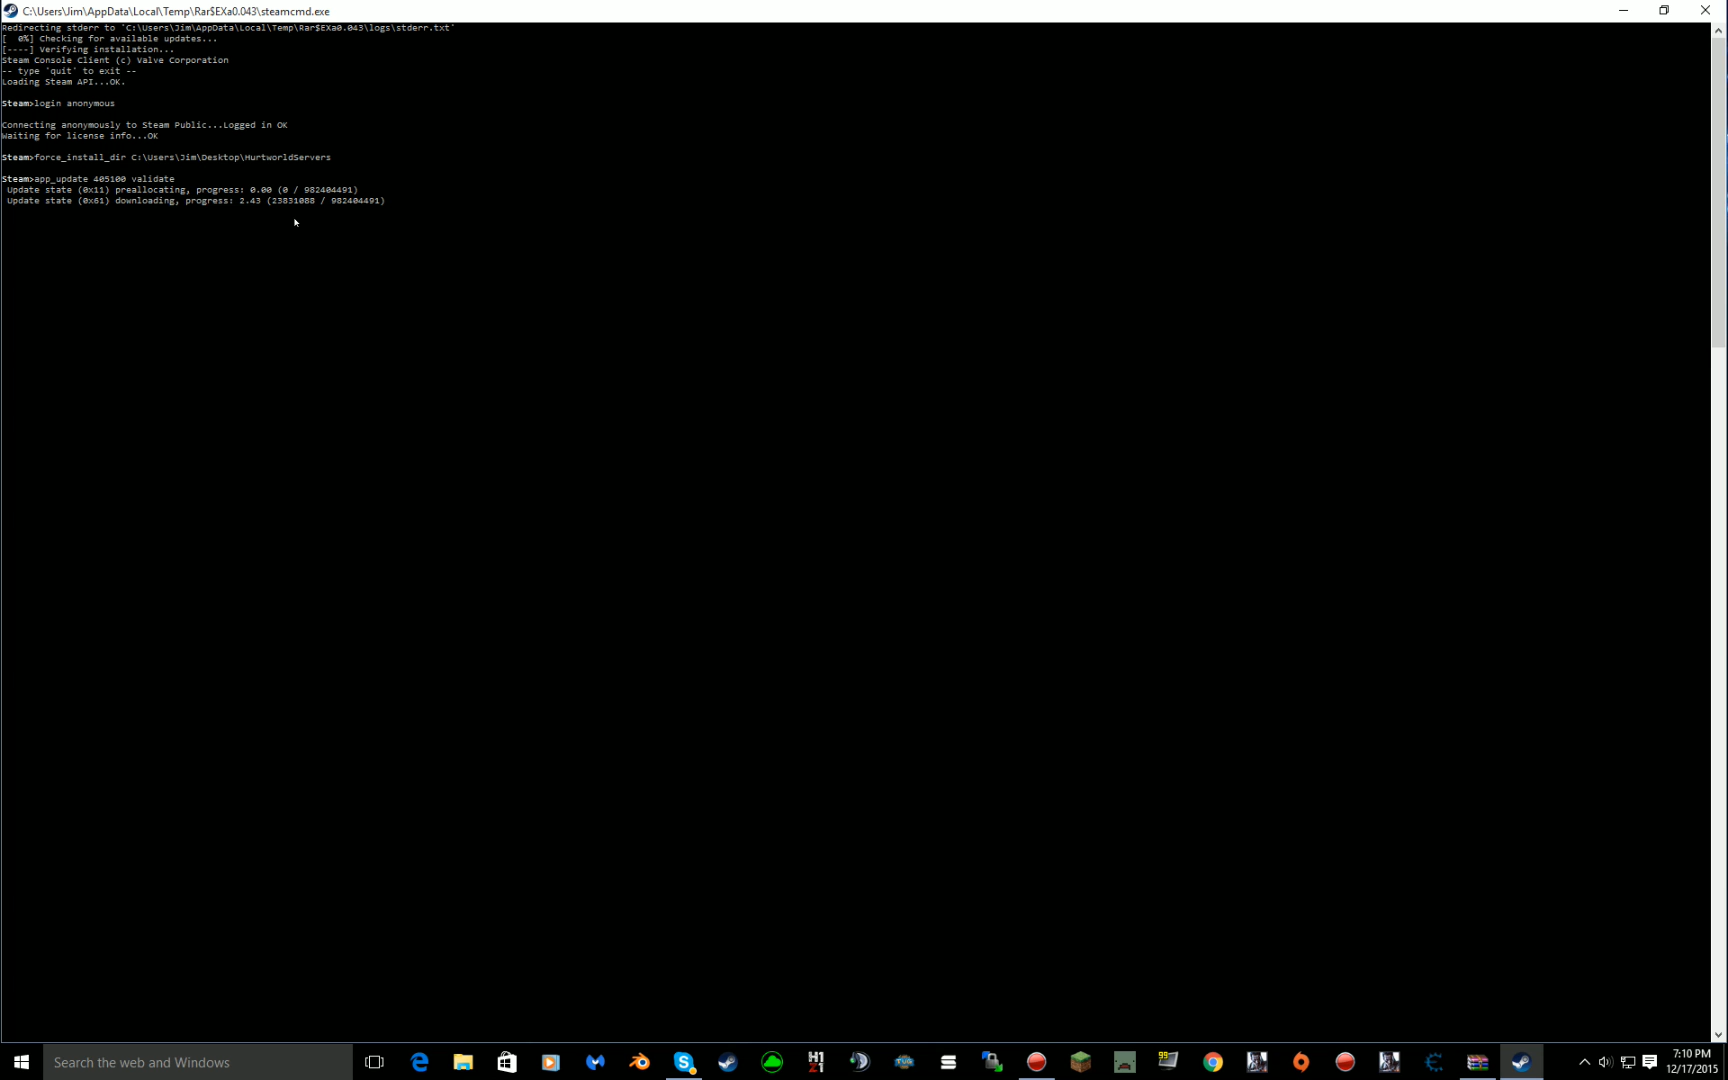 C:\Users\Jim\AppData\Local\Temp\Rar$EXa0.043\steamcmd.exe
Redirecting stderr to 'C:\Users\Jim\AppData\Local\Temp\Rar$EXa0.043\logs\stderr.txt'
[  0%] Checking for available updates...
[----] Verifying installation...
Steam Console Client (c) Valve Corporation
-- type 'quit' to exit --
Loading Steam API...OK.
Steam>login anonymous
Connecting anonymously to Steam Public...Logged in OK
Waiting for license info...OK
Steam>force_install_dir C:\Users\Jim\Desktop\HurtworldServers
Steam>app_update 405100 validate
Update state (0x11) preallocating, progress: 0.00 (0 / 982404491)
Update state (0x61) downloading, progress: 2.43 (23831088 / 982404491)
Search the web and Windows
H1
Z1
TVG
99
7:10 PM
12/17/2015